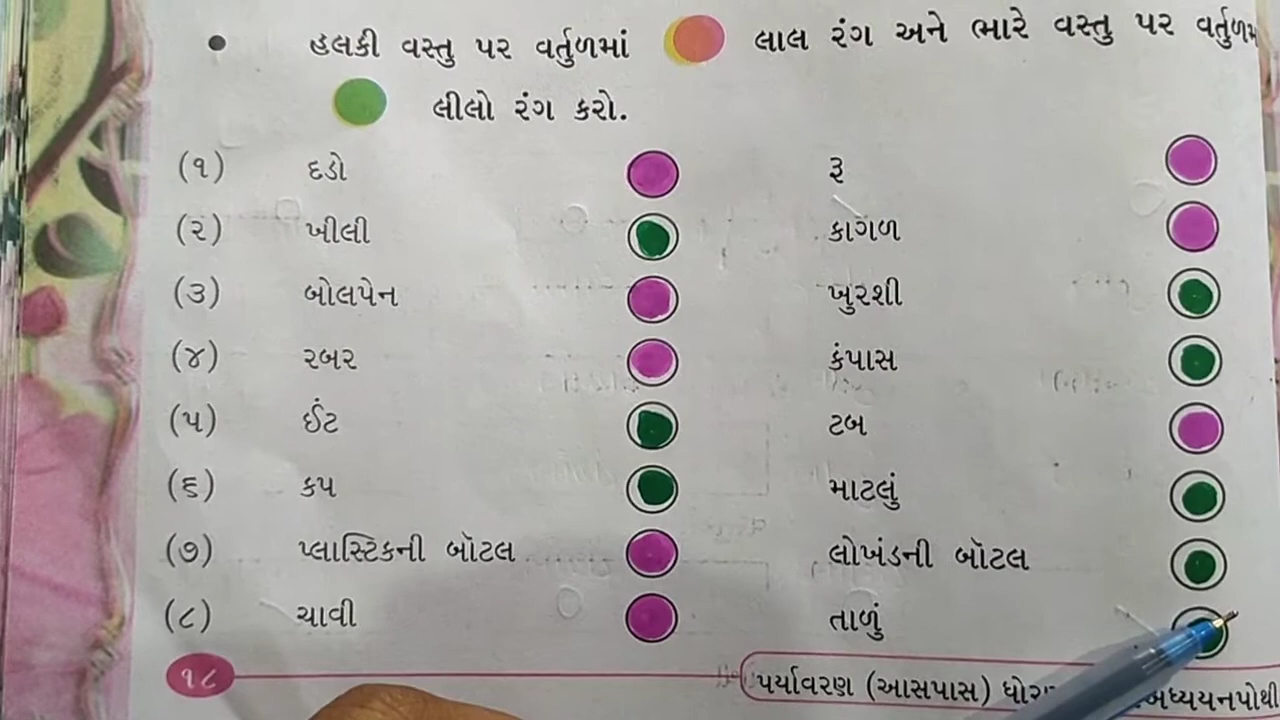 • હલકી વસ્તુ પર વર્તુળમાં લાલ રંગ અને ભારે વસ્તુ પર વર્તુળમ
લીલો રંગ કરો.
(૧) દડો રૂ
(૨) ખીલી કાગળ
(૩) બોલપેન ખુરશી
(૪) રબર કંપાસ
(૫) ઈંટ ટબ
(૬) કપ માટલું
(૭) પ્લાસ્ટિકની બૉટલ લોખંડની બૉટલ
(૮) ચાવી તાળું
૧૮ પર્યાવરણ (આસપાસ) અધ્યયનપોથી